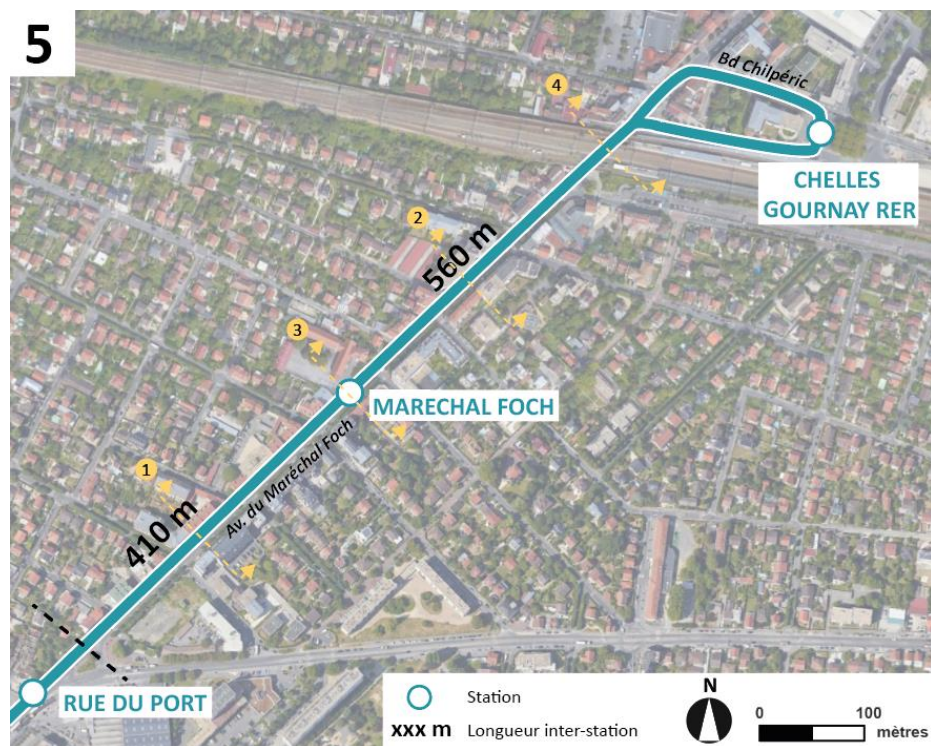 5
Bd Chilpéric
4
CHELLES
GOURNAY RER
2
560 m
3
MARECHAL FOCH
Av. du Maréchal Foch
1
410 m
RUE DU PORT
Station
xxx m Longueur inter-station
N
0 100
mètres